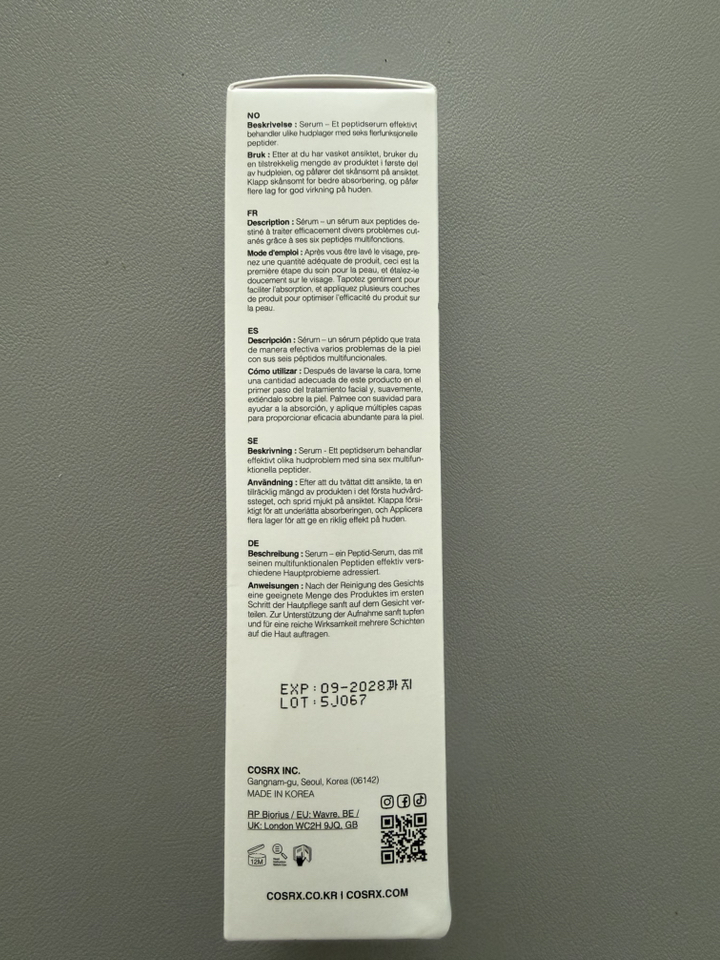 NO
Beskrivelse : Serum – Et peptidserum effektivt
behandler ulike hudplager med seks flerfunksjonelle
peptider.
Bruk : Etter at du har vasket ansiktet, bruker du
en tilstrekkelig mengde av produktet i første del
av hudpleien, og påfører det skånsomt på ansiktet.
Klapp skånsomt for bedre absorbering, og påfør
flere lag for god virkning på huden.
FR
Description : Sérum – un sérum aux peptides de-
stiné à traiter efficacement divers problèmes cut-
anés grâce à ses six peptides multifonctions.
Mode d'emploi : Après vous être lavé le visage, pre-
nez une quantité adéquate de produit, ceci est la
première étape du soin pour la peau, et étalez-le
doucement sur le visage. Tapotez gentiment pour
faciliter l'absorption, et appliquez plusieurs couches
de produit pour optimiser l'efficacité du produit sur
la peau.
ES
Descripción : Sérum – un sérum péptido que trata
de manera efectiva varios problemas de la piel
con sus seis péptidos multifuncionales.
Cómo utilizar : Después de lavarse la cara, tome
una cantidad adecuada de este producto en el
primer paso del tratamiento facial y, suavemente,
extiéndalo sobre la piel. Palmee con suavidad para
ayudar a la absorción, y aplique múltiples capas
para proporcionar eficacia abundante para la piel.
SE
Beskrivning : Serum - Ett peptidserum behandlar
effektivt olika hudproblem med sina sex multifun-
ktionella peptider.
Användning : Efter att du tvättat ditt ansikte, ta en
tillräcklig mängd av produkten i det första hudvård-
ssteget, och sprid mjukt på ansiktet. Klappa försi-
ktigt för att underlätta absorberingen, och Applicera
flera lager för att ge en riklig effekt på huden.
DE
Beschreibung : Serum – ein Peptid-Serum, das mit
seinen multifunktionalen Peptiden effektiv vers-
chiedene Hauptprobleme adressiert.
Anweisungen : Nach der Reinigung des Gesichts
eine geeignete Menge des Produktes im ersten
Schritt der Hautpflege sanft auf dem Gesicht ver-
teilen. Zur Unterstützung der Aufnahme sanft tupfen
und für eine reiche Wirksamkeit mehrere Schichten
auf die Haut auftragen.
EXP : 09-2028까지
LOT : 5J067
COSRX INC.
Gangnam-gu, Seoul, Korea (06142)
MADE IN KOREA
RP Biorius / EU: Wavre, BE /
UK: London WC2H 9JQ, GB
12M
COSRX.CO.KR I COSRX.COM